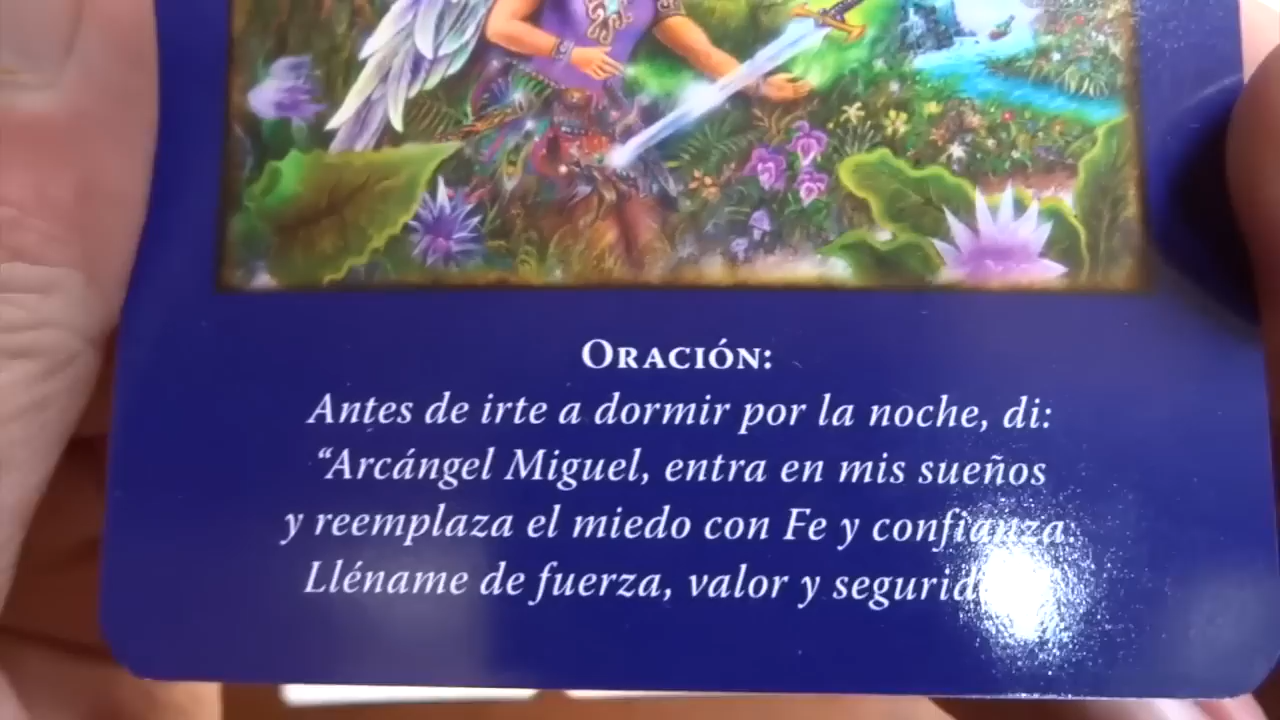 ORACIÓN:
Antes de irte a dormir por la noche, di:
“Arcángel Miguel, entra en mis sueños
y reemplaza el miedo con Fe y confianza.
Lléname de fuerza, valor y